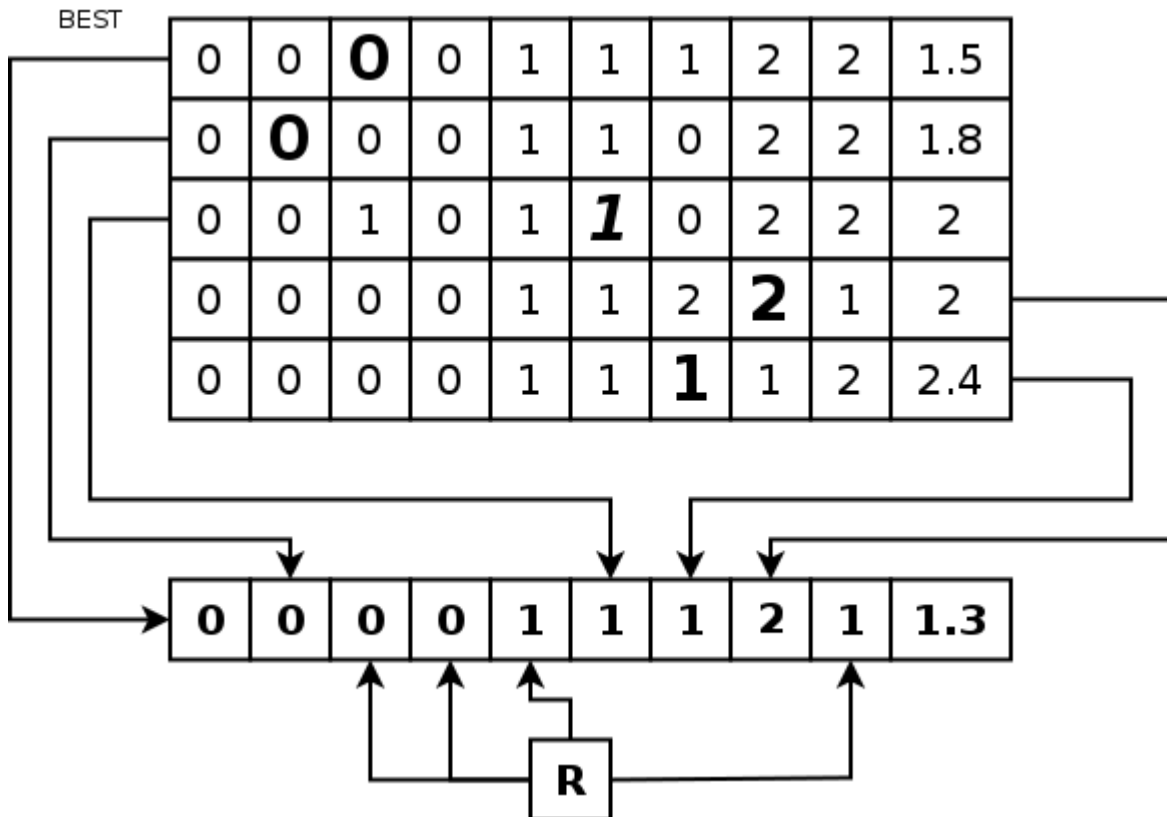 BEST
0 0 0 0 1 1 1 2 2 1.5
0 0 0 0 1 1 0 2 2 1.8
0 0 1 0 1 1 0 2 2 2
0 0 0 0 1 1 2 2 1 2
0 0 0 0 1 1 1 1 2 2.4
0 0 0 0 1 1 1 2 1 1.3
R